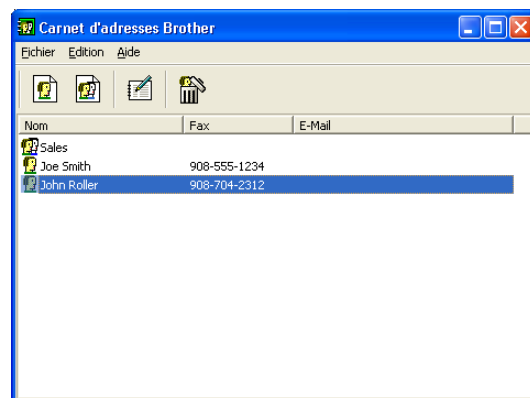 Carnet d'adresses Brother
Fichier Edition Aide
Nom Fax E-Mail
Sales
Joe Smith 908-555-1234
John Roller 908-704-2312